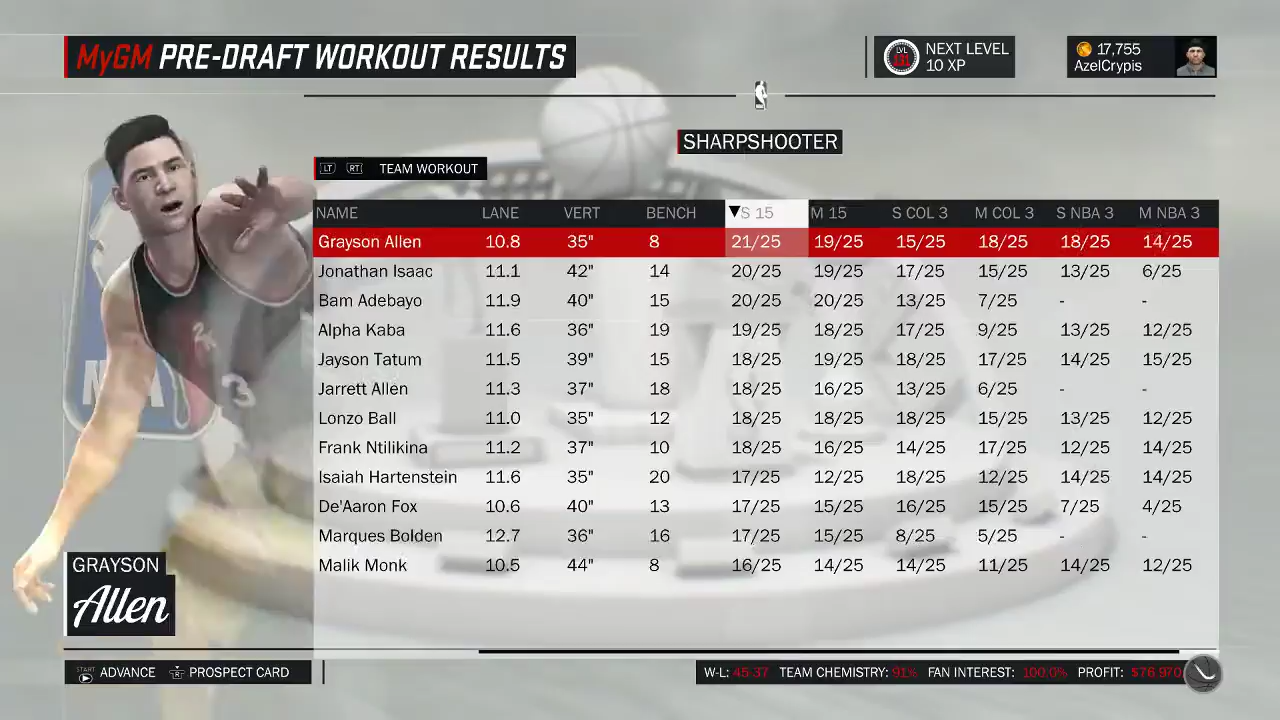 MyGM PRE-DRAFT WORKOUT RESULTS
LVL 131 NEXT LEVEL 10 XP
17,755 AzelCrypis
SHARPSHOOTER
LT RT TEAM WORKOUT
NAME LANE VERT BENCH S 15 M 15 S COL 3 M COL 3 S NBA 3 M NBA 3
Grayson Allen 10.8 35" 8 21/25 19/25 15/25 18/25 18/25 14/25
Jonathan Isaac 11.1 42" 14 20/25 19/25 17/25 15/25 13/25 6/25
Bam Adebayo 11.9 40" 15 20/25 20/25 13/25 7/25 - -
Alpha Kaba 11.6 36" 19 19/25 18/25 17/25 9/25 13/25 12/25
Jayson Tatum 11.5 39" 15 18/25 19/25 18/25 17/25 14/25 15/25
Jarrett Allen 11.3 37" 18 18/25 16/25 13/25 6/25 - -
Lonzo Ball 11.0 35" 12 18/25 18/25 18/25 15/25 13/25 12/25
Frank Ntilikina 11.2 37" 10 18/25 16/25 14/25 17/25 12/25 14/25
Isaiah Hartenstein 11.6 35" 20 17/25 12/25 18/25 12/25 14/25 14/25
De'Aaron Fox 10.6 40" 13 17/25 15/25 16/25 15/25 7/25 4/25
Marques Bolden 12.7 36" 16 17/25 15/25 8/25 5/25 - -
Malik Monk 10.5 44" 8 16/25 14/25 14/25 11/25 14/25 12/25
GRAYSON
Allen
START ADVANCE R PROSPECT CARD
W-L: 45 37 TEAM CHEMISTRY: 91% FAN INTEREST: 100.0% PROFIT: $76 970